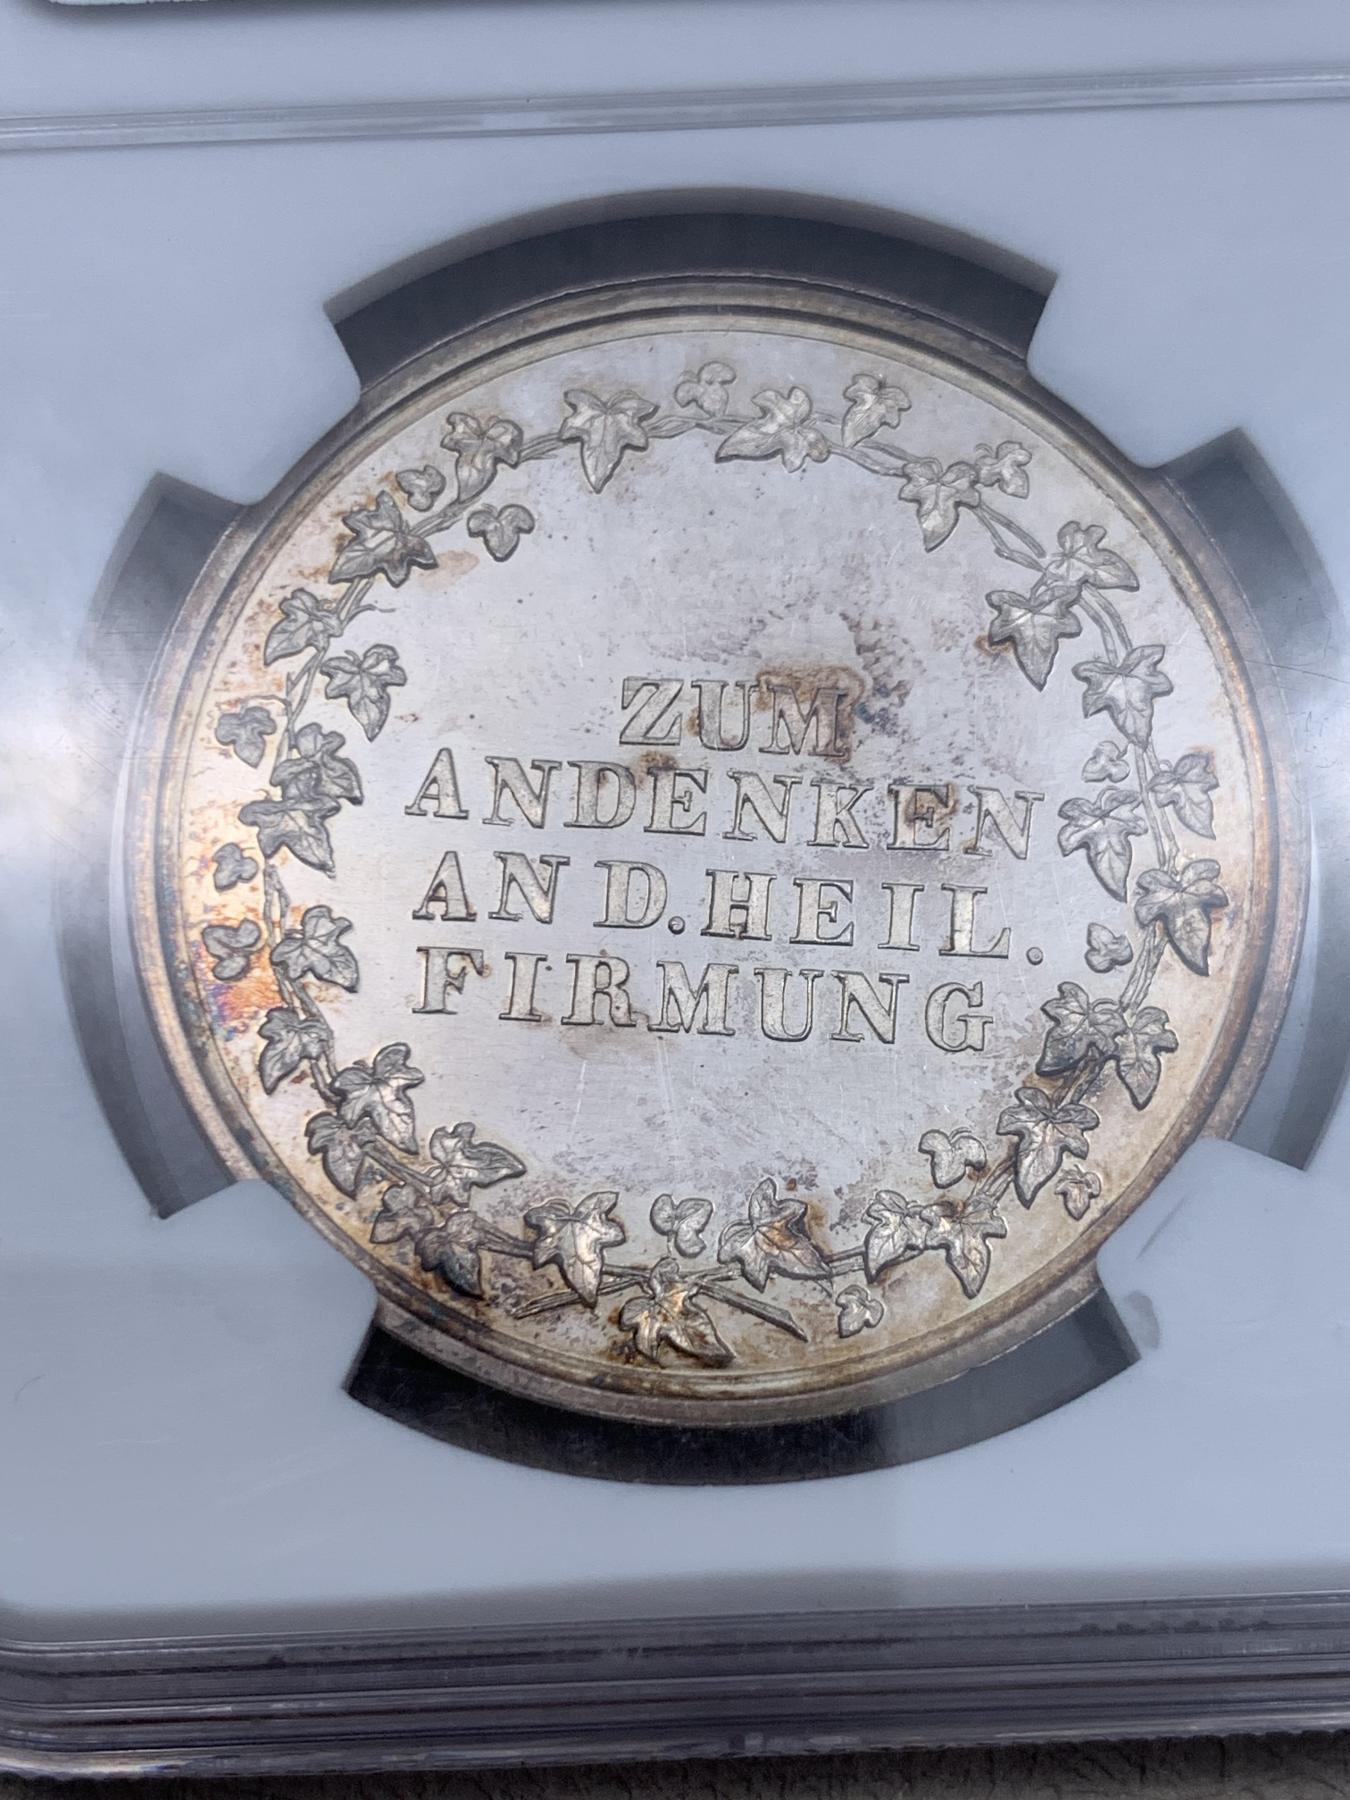 ZUM
ANDENKEN
AN D. HEIL.
FIRMUNG